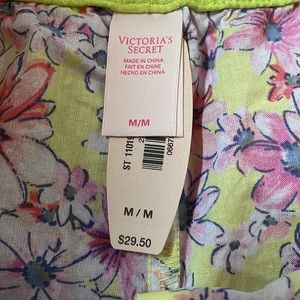 VICTORIA'S
SECRET
MADE IN CHINA
FAIT EN CHINE
HECHO EN CHINA
M/M
M / M
$29.50